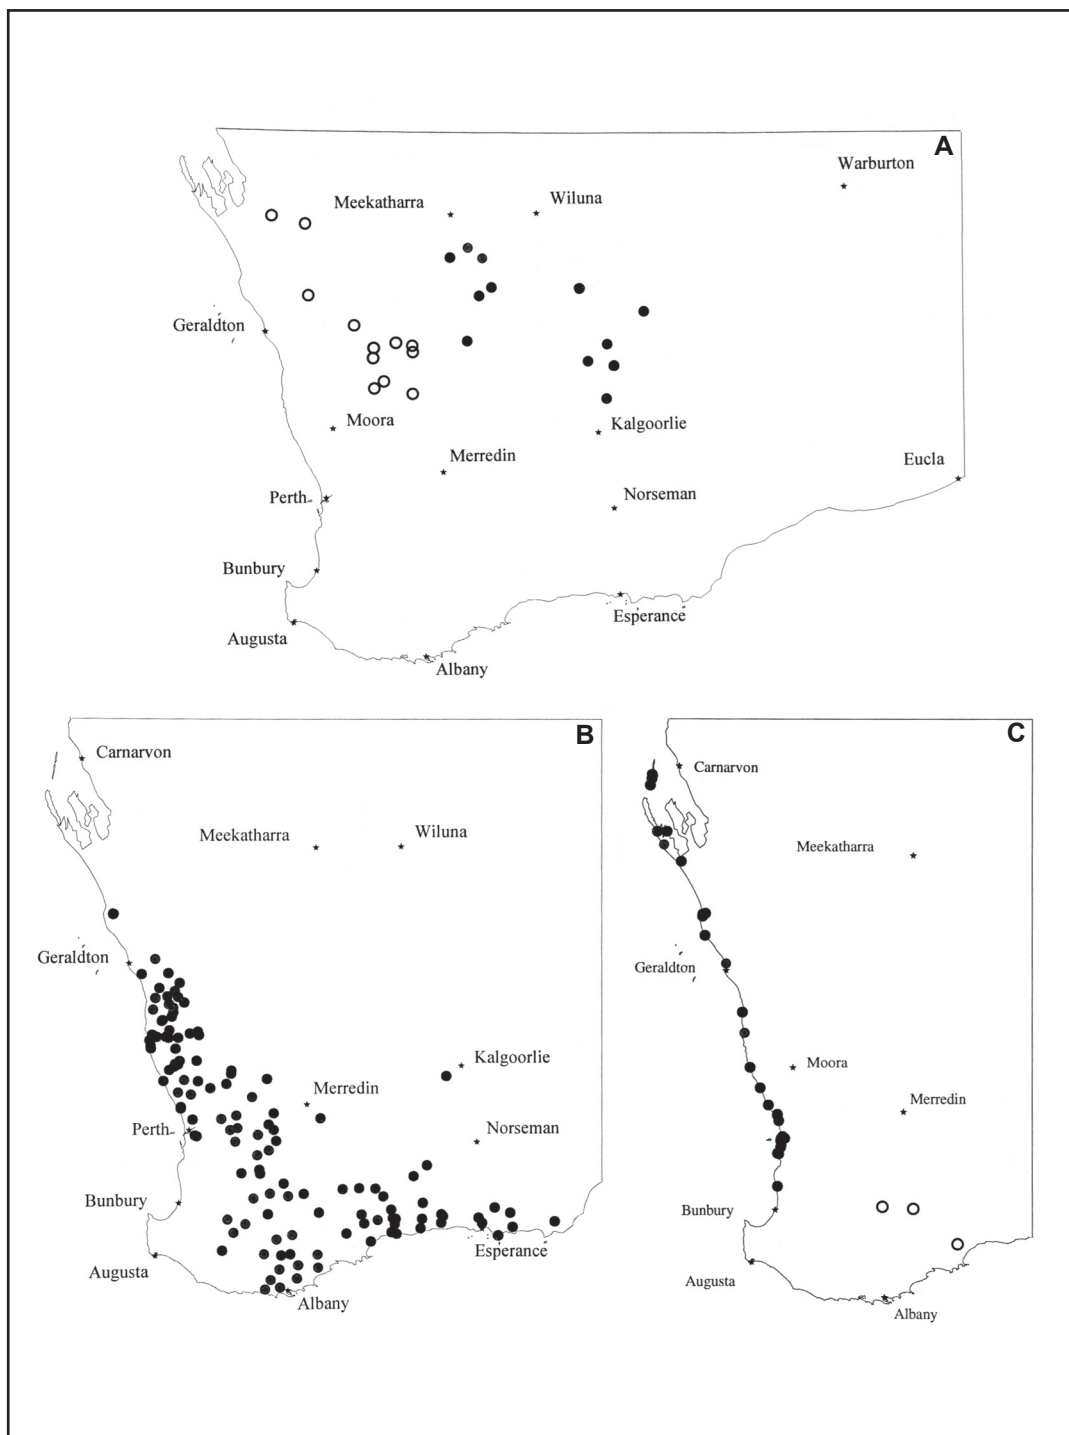 A
Warburton
Meekatharra
Wiluna
Geraldton
Moora
Kalgoorlie
Merredin
Eucla
Perth
Norseman
Bunbury
Esperance
Augusta
Albany
B
Carnarvon
Meekatharra
Wiluna
Geraldton
Kalgoorlie
Merredin
Perth
Norseman
Bunbury
Esperance
Augusta
Albany
C
Carnarvon
Meekatharra
Geraldton
Moora
Merredin
Bunbury
Augusta
Albany